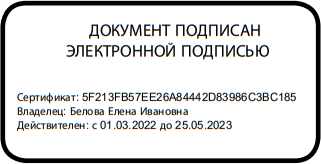 ДОКУМЕНТ ПОДПИСАН
ЭЛЕКТРОННОЙ ПОДПИСЬЮ
Сертификат: 5F213FB57EE26A84442D83986C3BC185
Владелец: Белова Елена Ивановна
Действителен: с 01.03.2022 до 25.05.2023